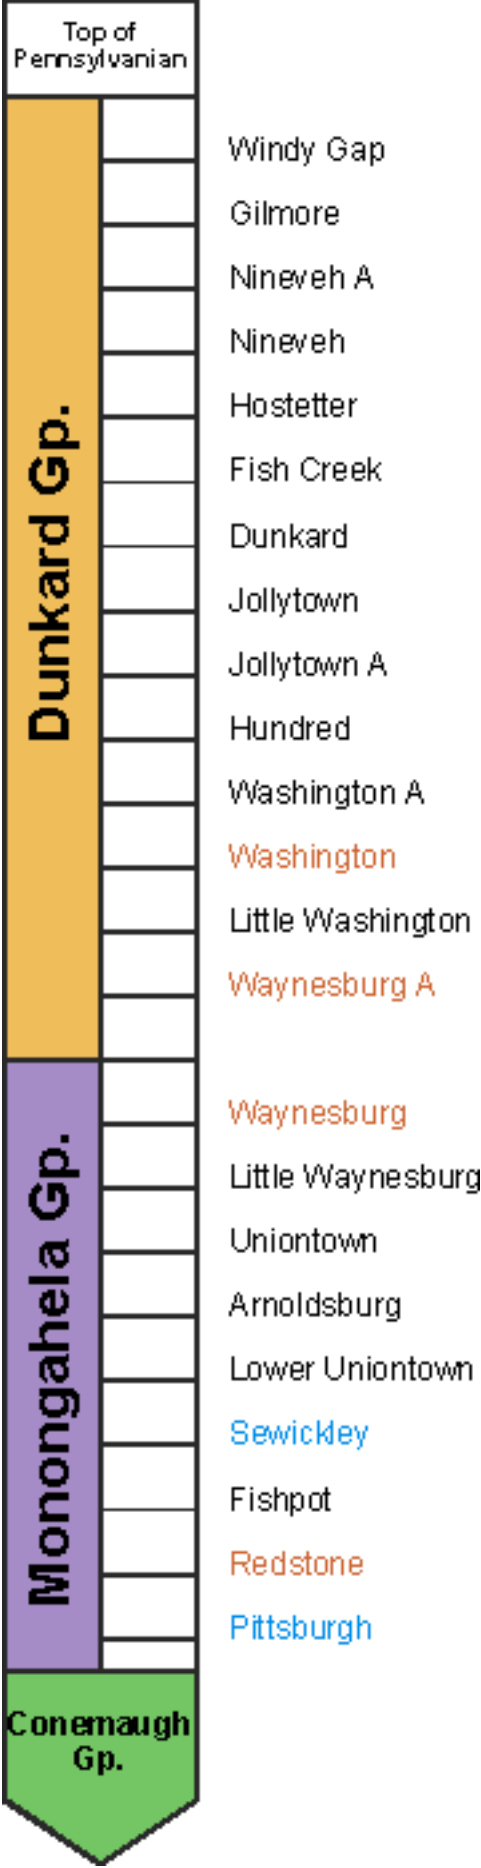 Top of
Pennsylvanian
Dunkard Gp.
Windy Gap
Gilmore
Nineveh A
Nineveh
Hostetter
Fish Creek
Dunkard
Jollytown
Jollytown A
Hundred
Washington A
Washington
Little Washington
Waynesburg A
Monongahela Gp.
Waynesburg
Little Waynesburg
Uniontown
Arnoldsburg
Lower Uniontown
Sewickley
Fishpot
Redstone
Pittsburgh
Conemaugh
Gp.